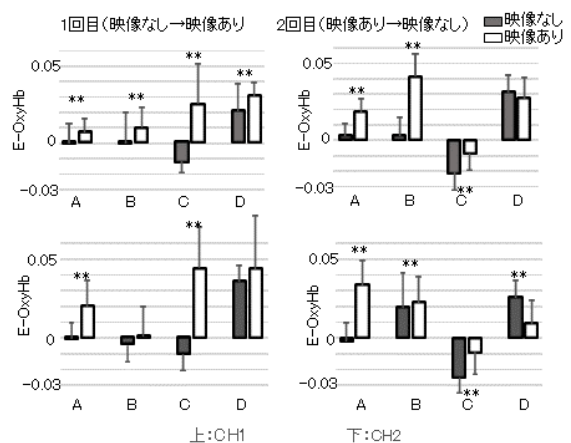 1回目(映像なし→映像あり)
2回目(映像あり→映像なし)
映像なし
映像あり
E-OxyHb
0.05
0
-0.03
** ** ** **
A B C D
E-OxyHb
0.05
0
-0.03
** ** **
A B C D
E-OxyHb
0.05
0
-0.03
** **
A B C D
E-OxyHb
0.05
0
-0.03
** ** ** **
A B C D
上:CH1 下:CH2